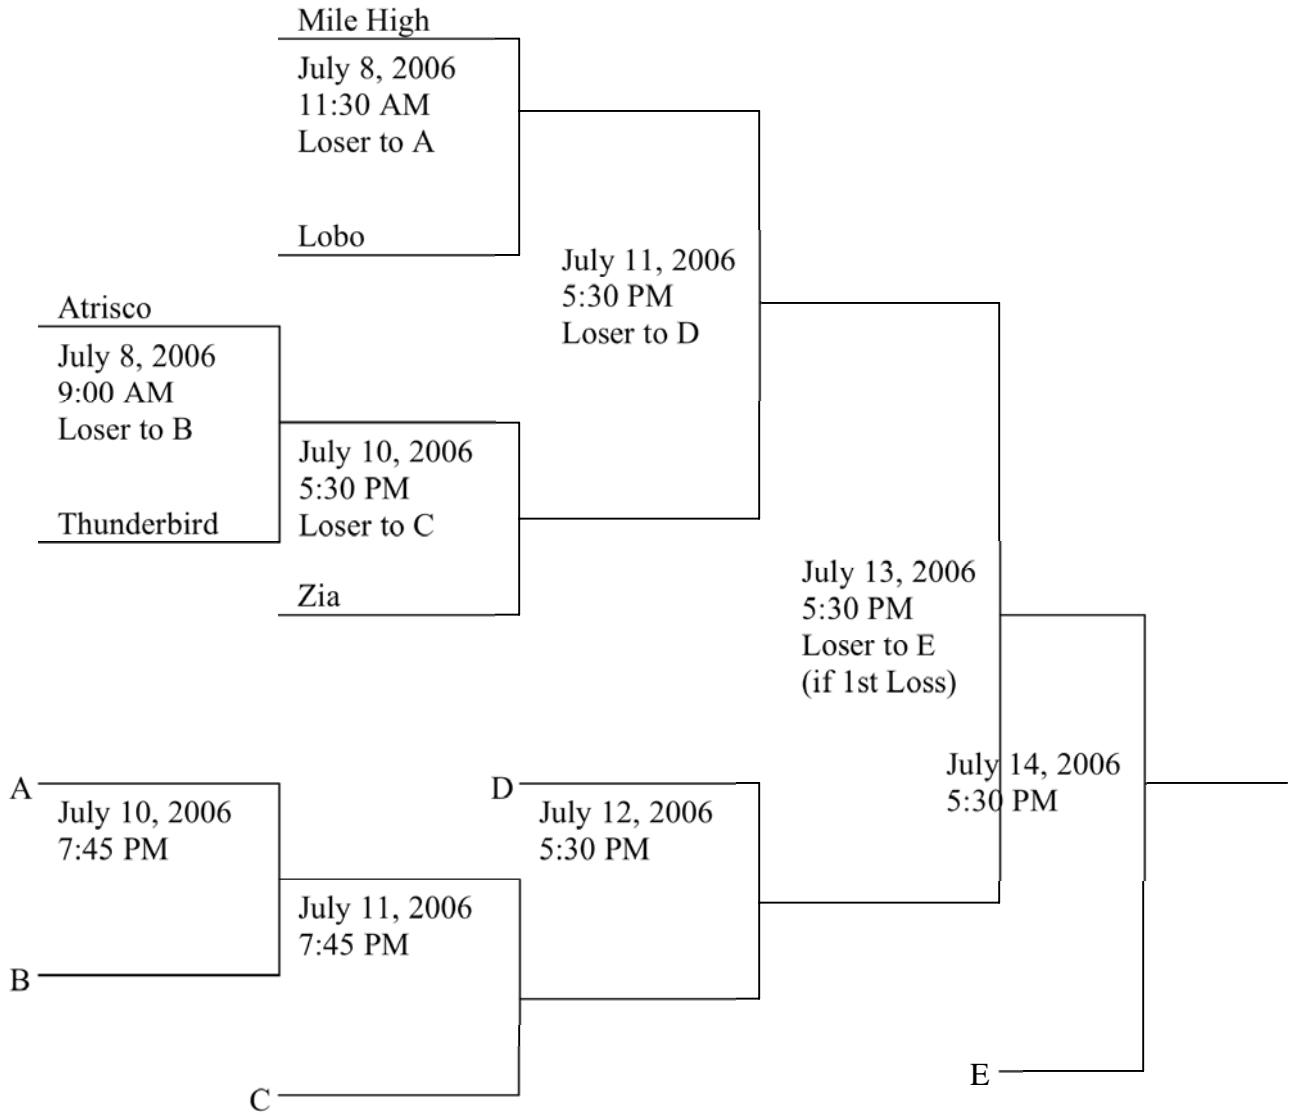 Mile High
July 8, 2006
11:30 AM
Loser to A
Lobo
July 11, 2006
5:30 PM
Loser to D
Atrisco
July 8, 2006
9:00 AM
Loser to B
Thunderbird
July 10, 2006
5:30 PM
Loser to C
Zia
July 13, 2006
5:30 PM
Loser to E
(if 1st Loss)
July 14, 2006
5:30 PM
A
July 10, 2006
7:45 PM
B
July 11, 2006
7:45 PM
C
D
July 12, 2006
5:30 PM
E